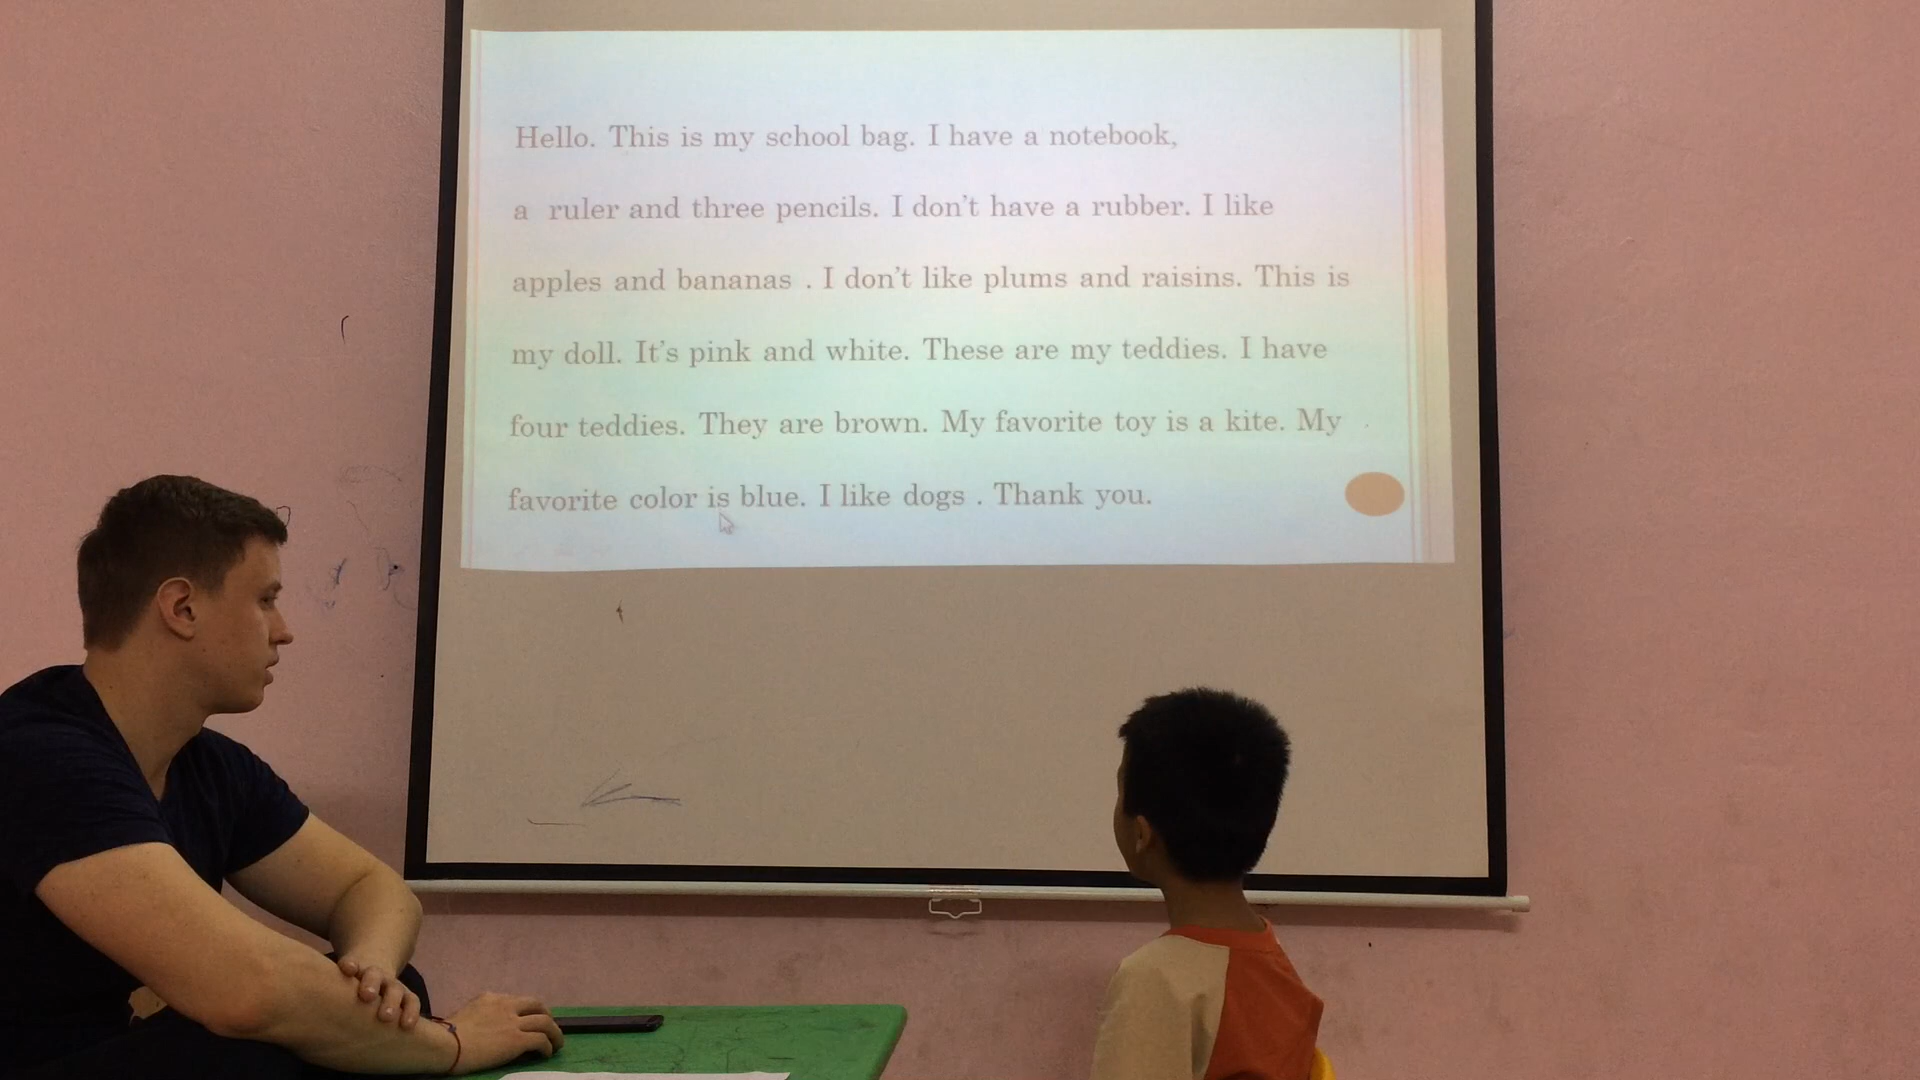 Hello. This is my school bag. I have a notebook,
a ruler and three pencils. I don't have a rubber. I like
apples and bananas . I don't like plums and raisins. This is
my doll. It's pink and white. These are my teddies. I have
four teddies. They are brown. My favorite toy is a kite. My
favorite color is blue. I like dogs . Thank you.